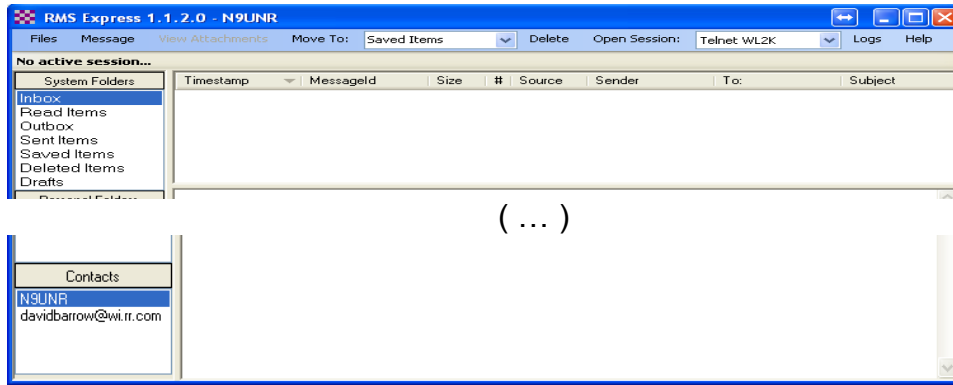 RMS Express 1.1.2.0 - N9UNR
Files Message View Attachments Move To: Saved Items Delete Open Session: Telnet WL2K Logs Help
No active session...
System Folders Timestamp MessageId Size # Source Sender To: Subject
Inbox
Read Items
Outbox
Sent Items
Saved Items
Deleted Items
Drafts
(...)
Contacts
N9UNR
davidbarrow@wi.rr.com